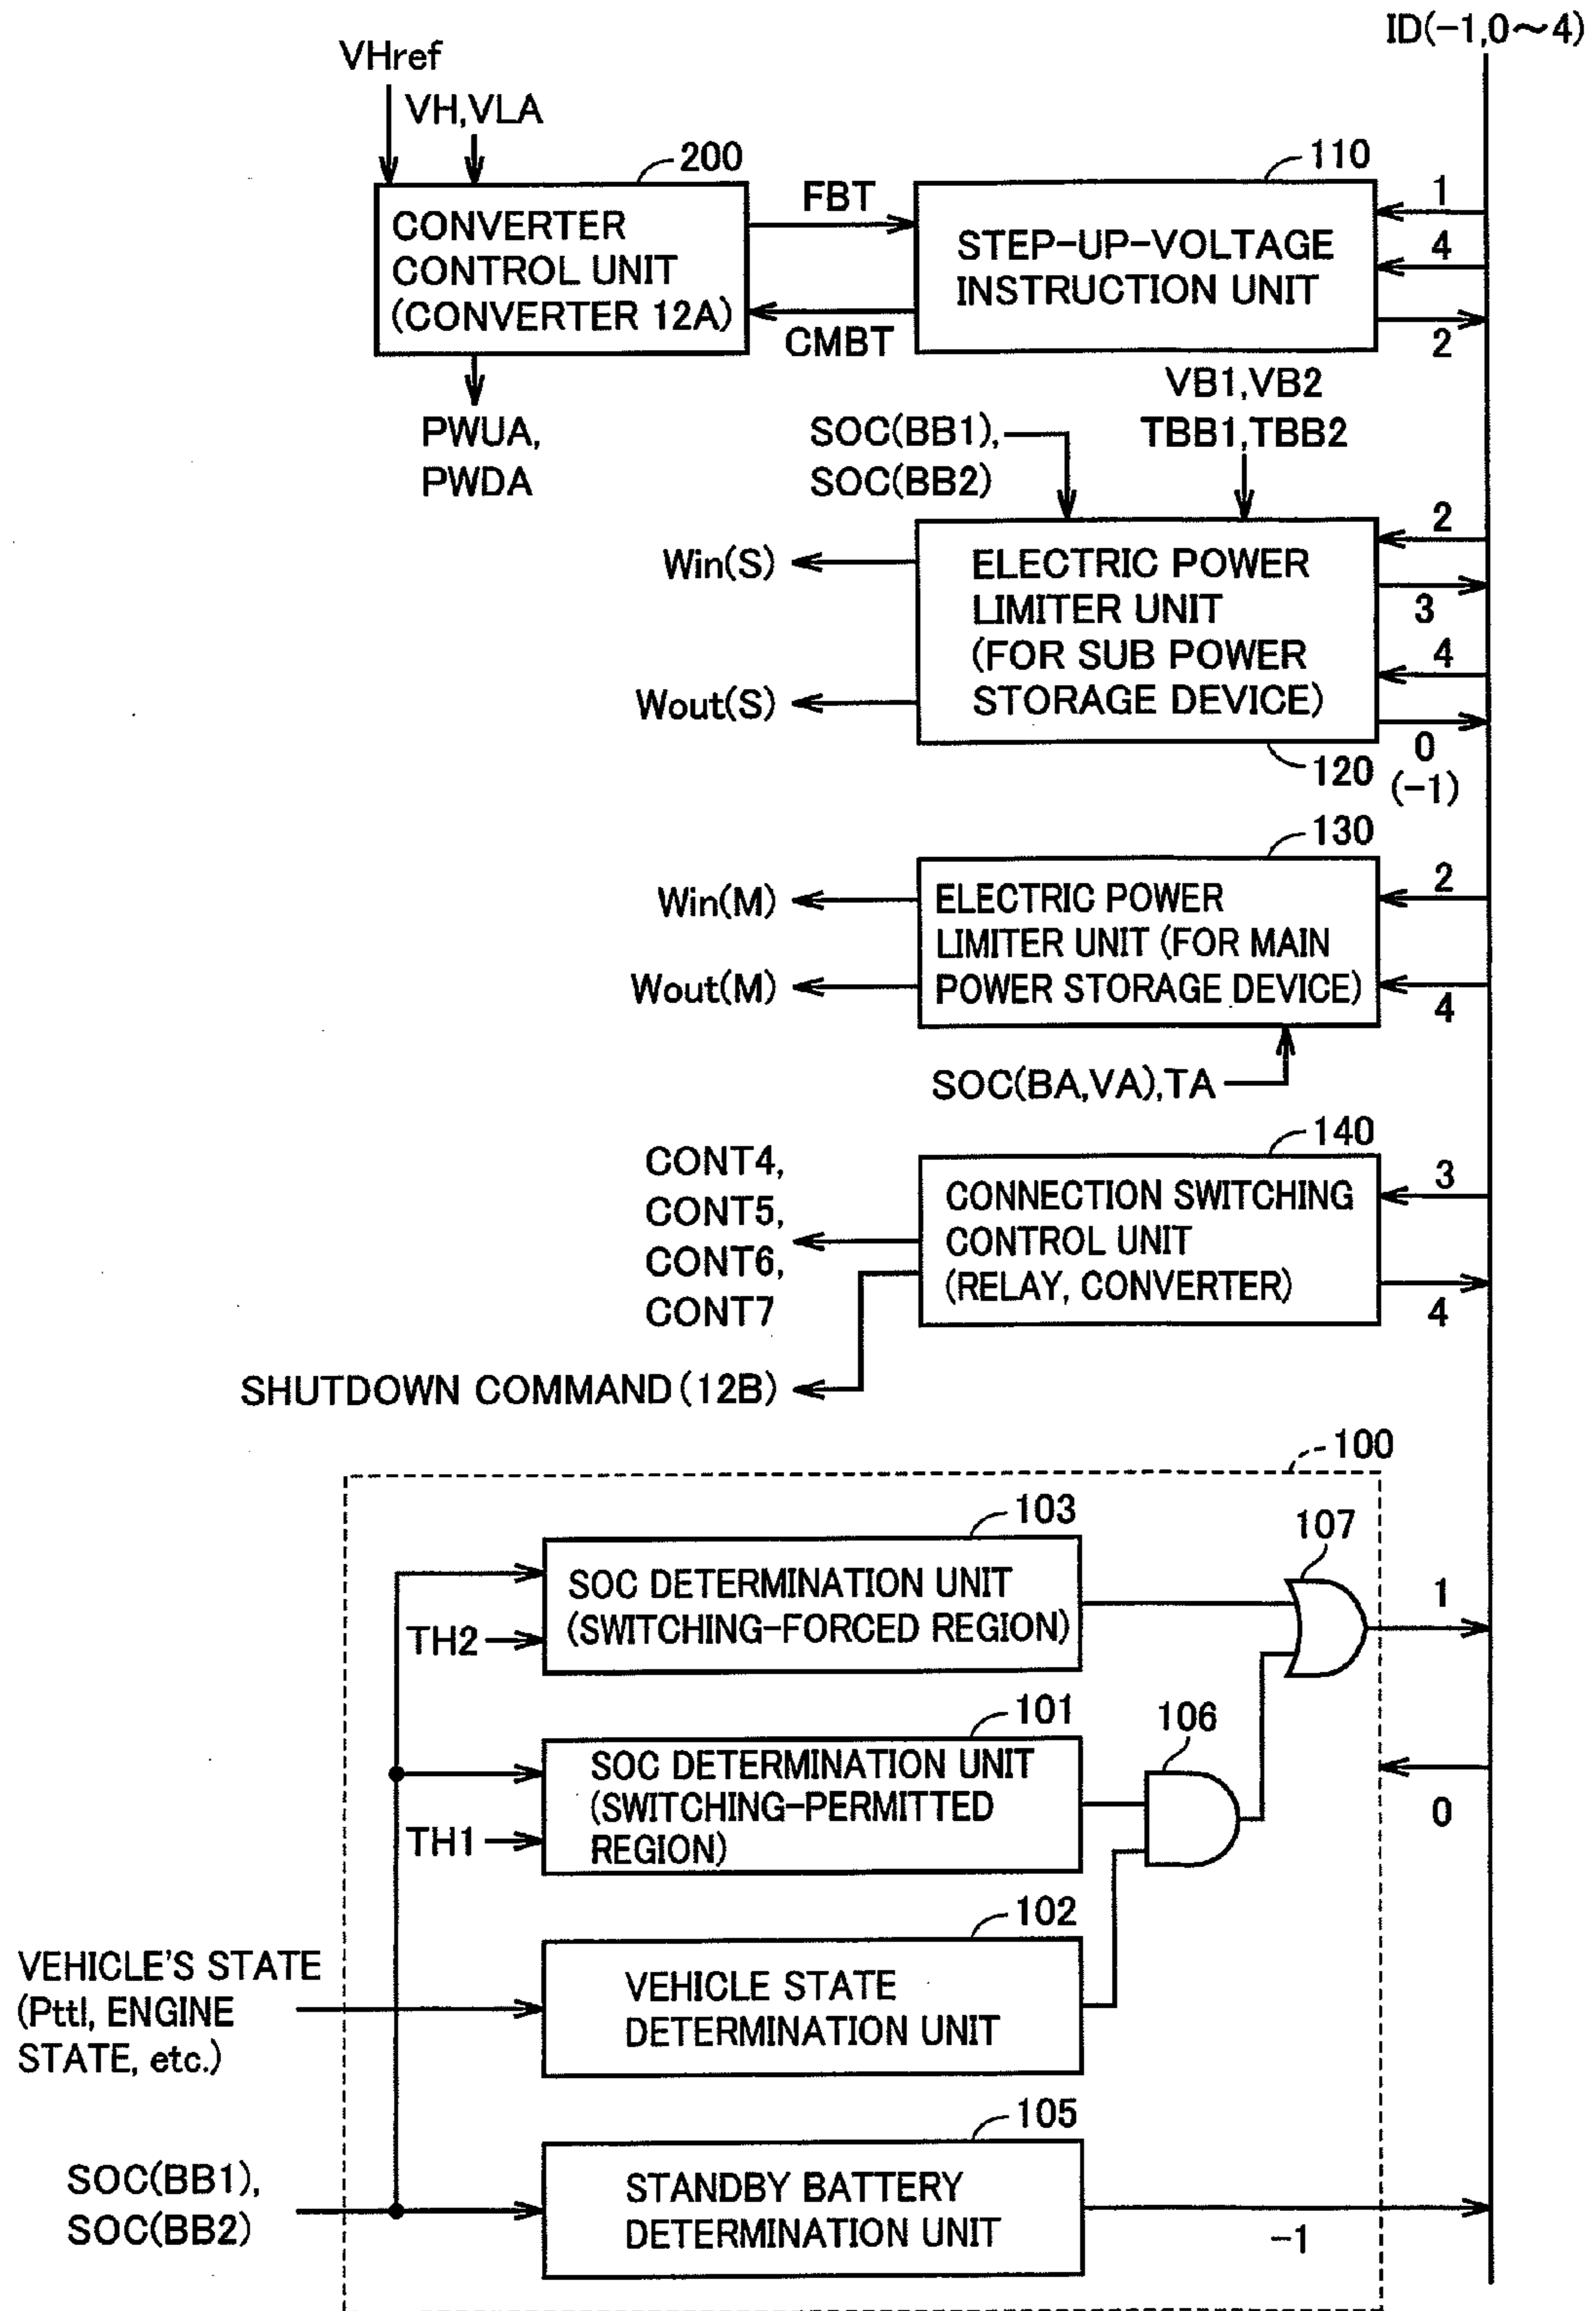 ID(-1,0~4)
VHref
VH,VLA
200
110
CONVERTER
CONTROL UNIT
(CONVERTER 12A)
FBT
CMBT
STEP-UP-VOLTAGE
INSTRUCTION UNIT
1
4
2
PWUA,
PWDA
SOC(BB1),
SOC(BB2)
VB1,VB2
TBB1,TBB2
Win(S)
Wout(S)
ELECTRIC POWER
LIMITER UNIT
(FOR SUB POWER
STORAGE DEVICE)
2
3
4
0
(-1)
120
130
Win(M)
Wout(M)
ELECTRIC POWER
LIMITER UNIT (FOR MAIN
POWER STORAGE DEVICE)
2
4
SOC(BA,VA),TA
140
CONT4,
CONT5,
CONT6,
CONT7
CONNECTION SWITCHING
CONTROL UNIT
(RELAY, CONVERTER)
3
4
SHUTDOWN COMMAND(12B)
100
103
107
SOC DETERMINATION UNIT
(SWITCHING-FORCED REGION)
TH2
1
101
106
SOC DETERMINATION UNIT
(SWITCHING-PERMITTED
REGION)
TH1
0
102
VEHICLE'S STATE
(Pttl, ENGINE
STATE, etc.)
VEHICLE STATE
DETERMINATION UNIT
105
SOC(BB1),
SOC(BB2)
STANDBY BATTERY
DETERMINATION UNIT
-1